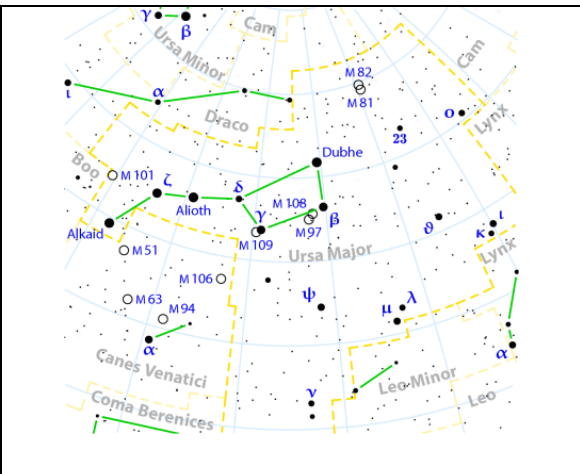 γ
β
Cam
Ursa Minor
Cam
M 82
M 81
ι
α
ο
Lynx
Draco
23
Dubhe
Boo
M 101
ζ
δ
Alioth
M 108
γ
β
M 97
ϑ
ι
κ
Alkaid
M 109
Ursa Major
Lynx
M 51
M 106
M 63
M 94
ψ
λ
μ
α
α
Canes Venatici
Leo Minor
Leo
ν
Coma Berenices